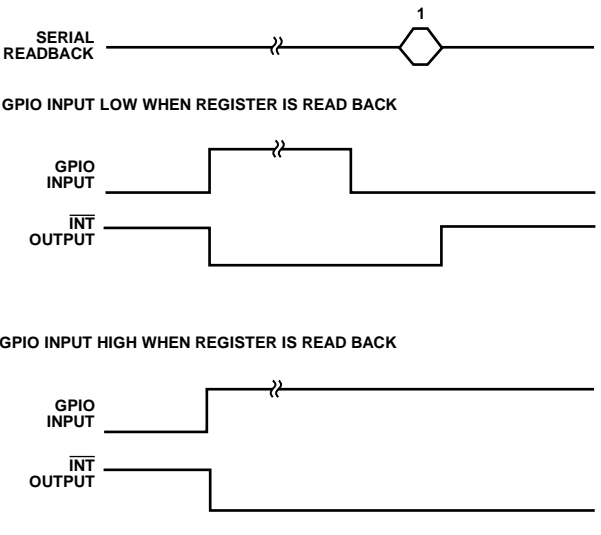 1
SERIAL
READBACK
GPIO INPUT LOW WHEN REGISTER IS READ BACK
GPIO
INPUT
INT
OUTPUT
GPIO INPUT HIGH WHEN REGISTER IS READ BACK
GPIO
INPUT
INT
OUTPUT